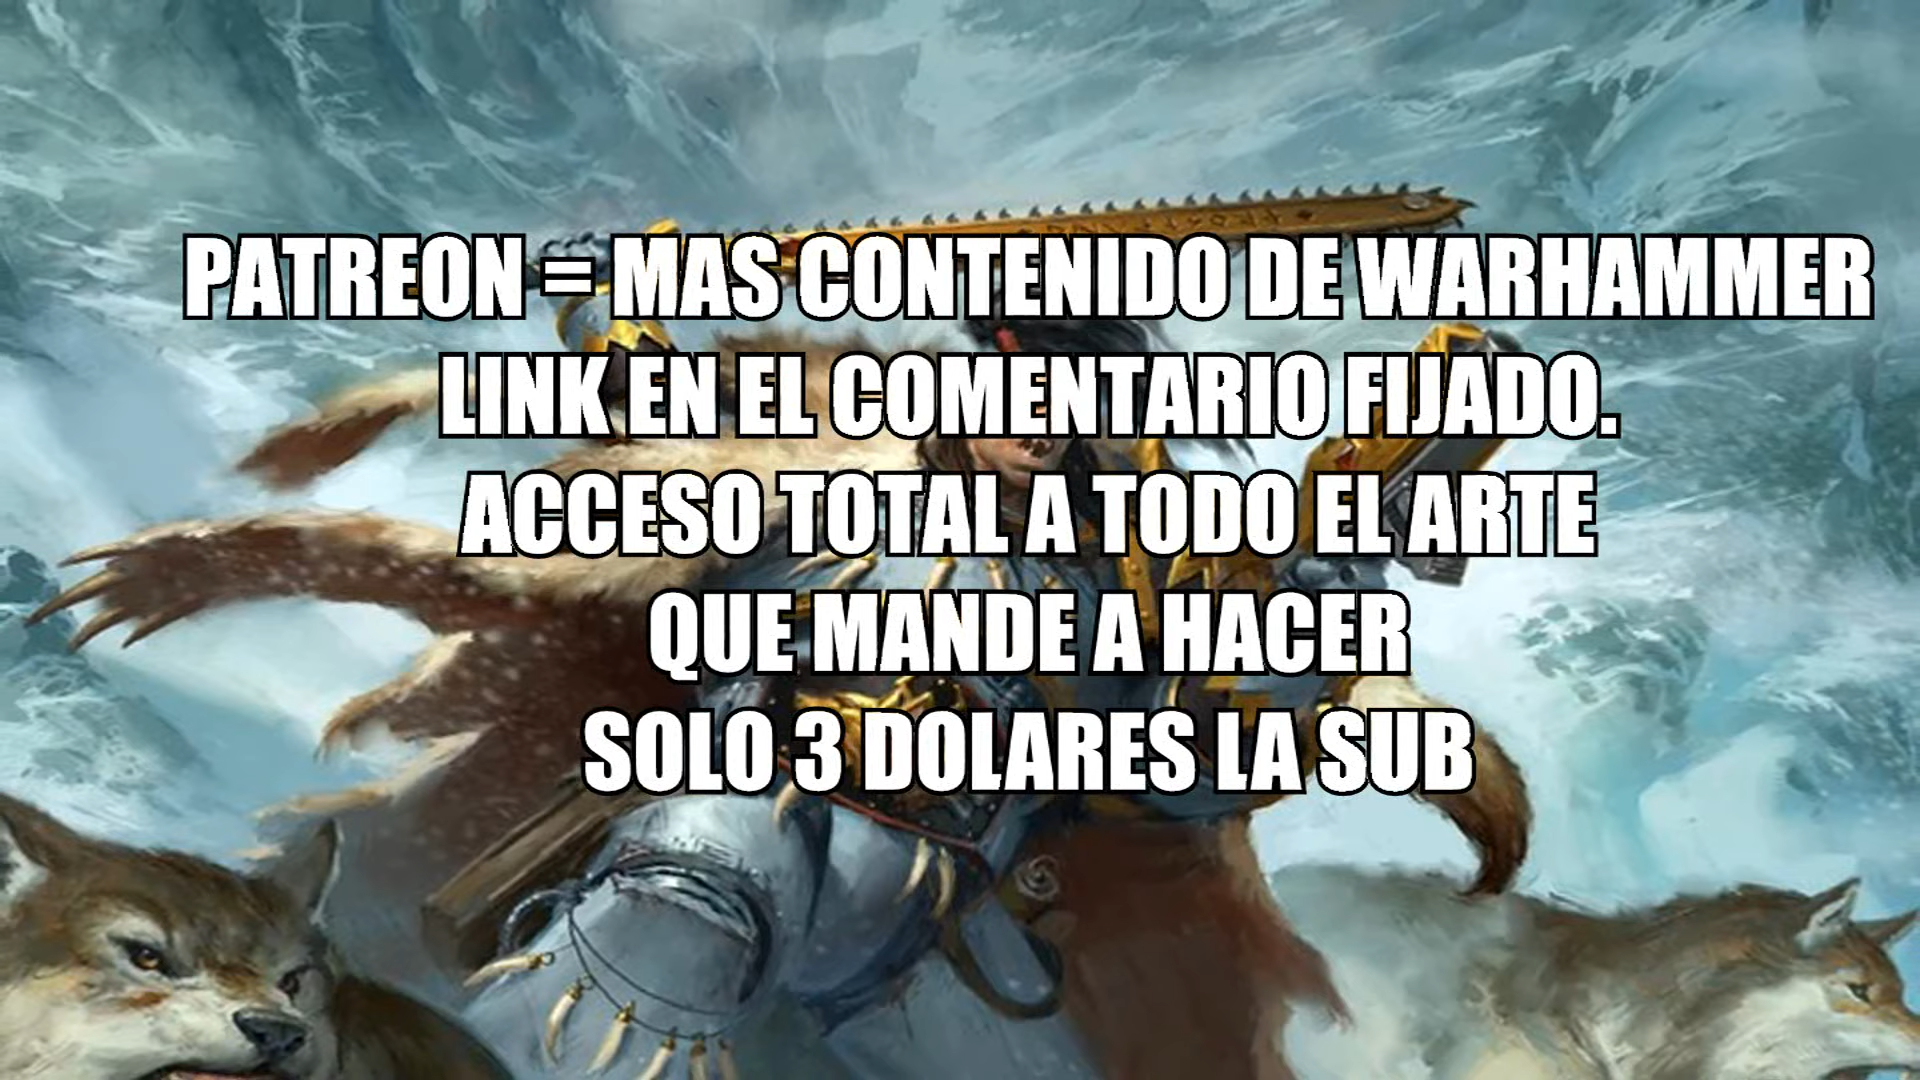 PATREON = MAS CONTENIDO DE WARHAMMER
LINK EN EL COMENTARIO FIJADO.
ACCESO TOTAL A TODO EL ARTE
QUE MANDE A HACER
SOLO 3 DOLARES LA SUB